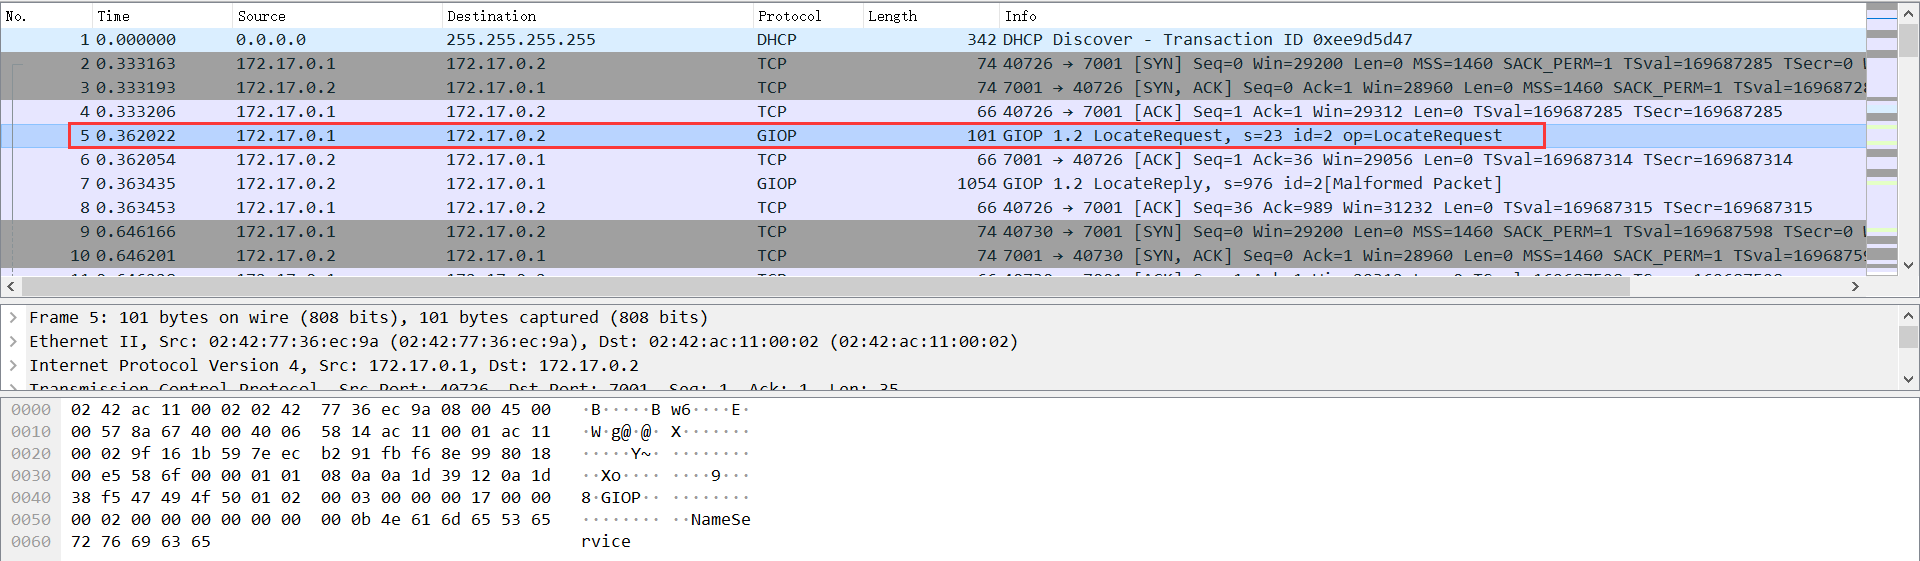 No. Time Source Destination Protocol Length Info
1 0.000000 0.0.0.0 255.255.255.255 DHCP 342 DHCP Discover - Transaction ID 0xee9d5d47
2 0.333163 172.17.0.1 172.17.0.2 TCP 74 40726 → 7001 [SYN] Seq=0 Win=29200 Len=0 MSS=1460 SACK_PERM=1 TSval=169687285 TSecr=0
3 0.333193 172.17.0.2 172.17.0.1 TCP 74 7001 → 40726 [SYN, ACK] Seq=0 Ack=1 Win=28960 Len=0 MSS=1460 SACK_PERM=1
4 0.333206 172.17.0.1 172.17.0.2 TCP 66 40726 → 7001 [ACK] Seq=1 Ack=1 Win=29312 Len=0 TSval=169687285 TSecr=169687285
5 0.362022 172.17.0.1 172.17.0.2 GIOP 101 GIOP 1.2 LocateRequest, s=23 id=2 op=LocateRequest
6 0.362054 172.17.0.2 172.17.0.1 TCP 66 7001 → 40726 [ACK] Seq=1 Ack=36 Win=29056 Len=0 TSval=169687314 TSecr=169687314
7 0.363435 172.17.0.2 172.17.0.1 GIOP 1054 GIOP 1.2 LocateReply, s=976 id=2[Malformed Packet]
8 0.363453 172.17.0.1 172.17.0.2 TCP 66 40726 → 7001 [ACK] Seq=36 Ack=989 Win=31232 Len=0 TSval=169687315 TSecr=169687315
9 0.646166 172.17.0.1 172.17.0.2 TCP 74 40730 → 7001 [SYN] Seq=0 Win=29200 Len=0 MSS=1460 SACK_PERM=1 TSval=169687598 TSecr=0
10 0.646201 172.17.0.2 172.17.0.1 TCP 74 7001 → 40730 [SYN, ACK] Seq=0 Ack=1 Win=28960 Len=0 MSS=1460 SACK_PERM=1
Frame 5: 101 bytes on wire (808 bits), 101 bytes captured (808 bits)
Ethernet II, Src: 02:42:77:36:ec:9a (02:42:77:36:ec:9a), Dst: 02:42:ac:11:00:02 (02:42:ac:11:00:02)
Internet Protocol Version 4, Src: 172.17.0.1, Dst: 172.17.0.2
Transmission Control Protocol, Src Port: 40726, Dst Port: 7001, Seq: 1, Ack: 1, Len: 35
0000 02 42 ac 11 00 02 02 42 77 36 ec 9a 08 00 45 00 ·B·····B w6····E·
0010 00 57 8a 67 40 00 40 06 58 14 ac 11 00 01 ac 11 ·W·g@·@· X·······
0020 00 02 9f 16 1b 59 7e ec b2 91 fb f6 8e 99 80 18 ·····Y~· ········
0030 00 e5 58 6f 00 00 01 01 08 0a 0a 1d 39 12 0a 1d ··Xo···· ····9···
0040 38 f5 47 49 4f 50 01 02 00 03 00 00 00 17 00 00 8·GIOP·· ········
0050 00 02 00 00 00 00 00 00 00 0b 4e 61 6d 65 53 65 ········ ··NameSe
0060 72 76 69 63 65 rvice